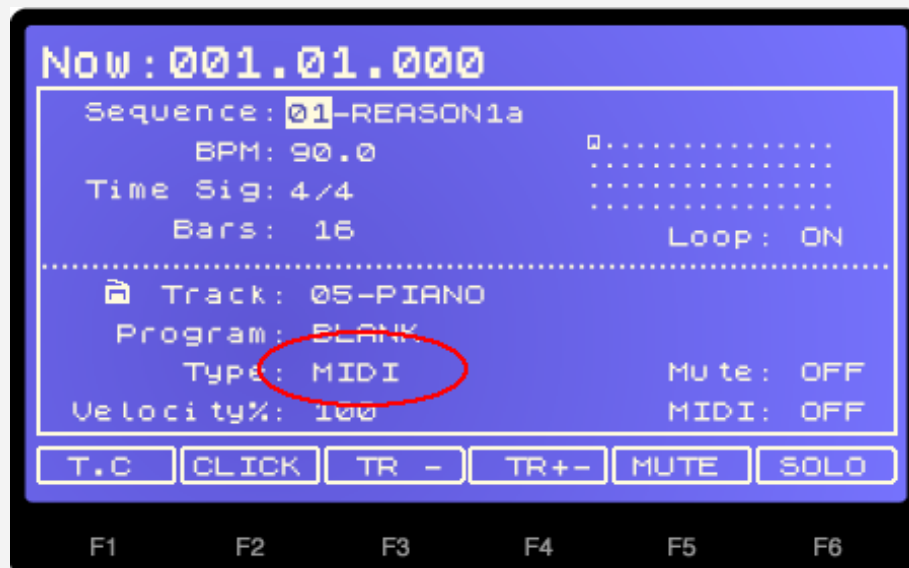 Now:001.01.000
Sequence: 01-REASON1a
BPM: 90.0
Time Sig: 4/4
Bars: 16 Loop: ON
Track: 05-PIANO
Program: BLANK
Type: MIDI Mute: OFF
Velocity%: 100 MIDI: OFF
T.C CLICK TR - TR+- MUTE SOLO
F1 F2 F3 F4 F5 F6